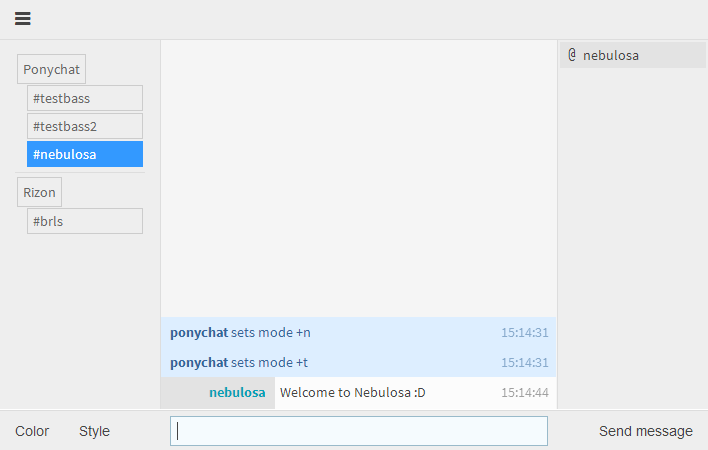 Ponychat
#testbass
#testbass2
#nebulosa
Rizon
#brls
ponychat sets mode +n 15:14:31
ponychat sets mode +t 15:14:31
nebulosa Welcome to Nebulosa :D 15:14:44
@ nebulosa
Color Style Send message